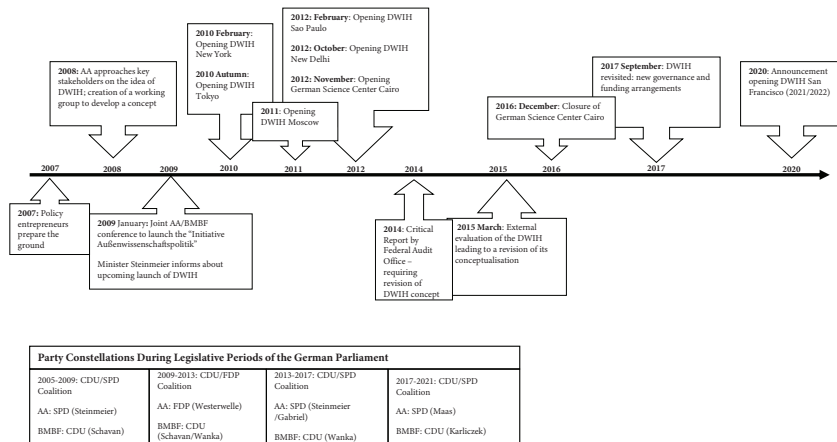 2008: AA approaches key
stakeholders on the idea of
DWIH; creation of a working
group to develop a concept
2010 February:
Opening DWIH
New York
2010 Autumn:
Opening DWIH
Tokyo
2011: Opening
DWIH Moscow
2012: February: Opening DWIH
Sao Paulo
2012: October: Opening DWIH
New Delhi
2012: November: Opening
German Science Center Cairo
2016: December: Closure of
German Science Center Cairo
2017 September: DWIH
revisited: new governance and
funding arrangements
2020: Announcement
opening DWIH San
Francisco (2021/2022)
2007 2008 2009 2010 2011 2012 2014 2015 2016 2017 2020
2007: Policy
entrepreneurs
prepare the
ground
2009 January: Joint AA/BMBF
conference to launch the "Initiative
Außenwissenschaftspolitik"
Minister Steinmeier informs about
upcoming launch of DWIH
2014: Critical
Report by
Federal Audit
Office –
requiring
revision of
DWIH concept
2015 March: External
evaluation of the DWIH
leading to a revision of its
conceptualisation
Party Constellations During Legislative Periods of the German Parliament
2005-2009: CDU/SPD
Coalition
AA: SPD (Steinmeier)
BMBF: CDU (Schavan)
2009-2013: CDU/FDP
Coalition
AA: FDP (Westerwelle)
BMBF: CDU
(Schavan/Wanka)
2013-2017: CDU/SPD
Coalition
AA: SPD (Steinmeier
/Gabriel)
BMBF: CDU (Wanka)
2017-2021: CDU/SPD
Coalition
AA: SPD (Maas)
BMBF: CDU (Karliczek)